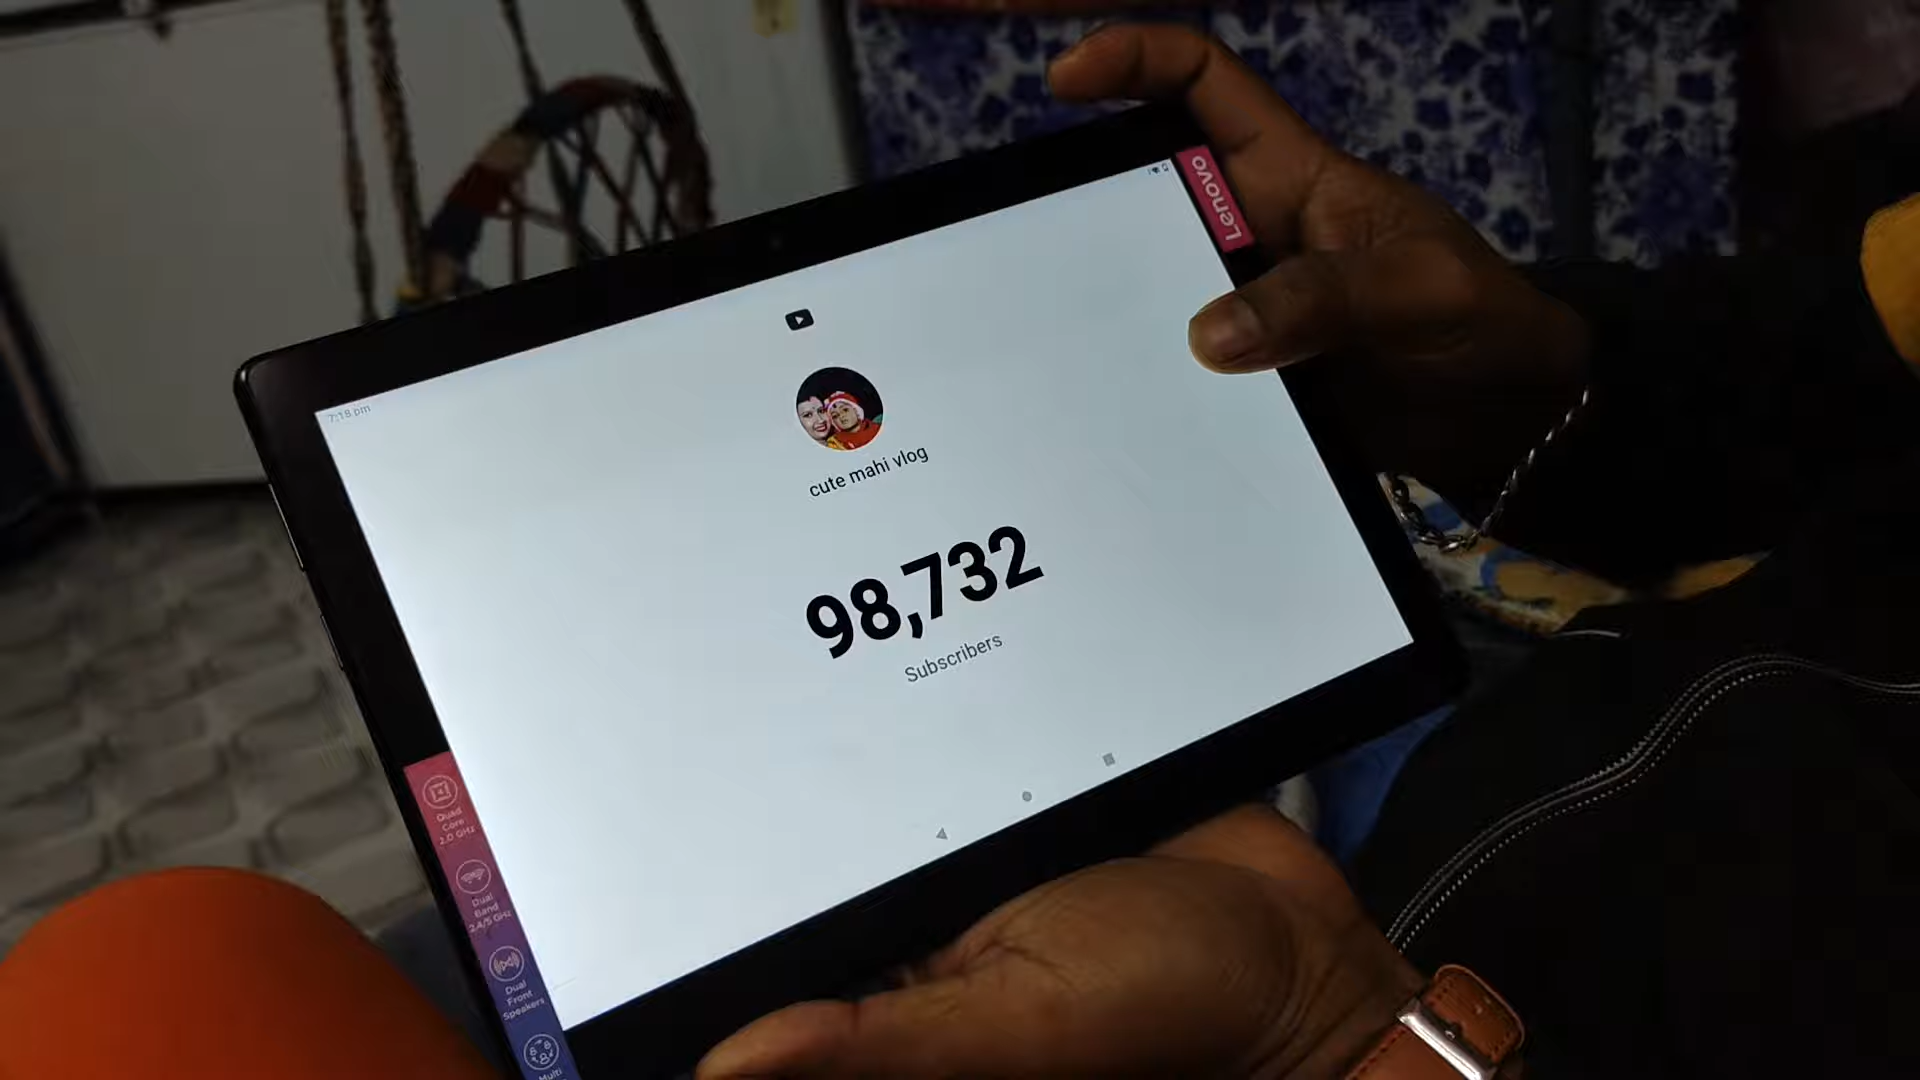 Lenovo
7:18 pm
cute mahi vlog
98,732
Subscribers
Quad
Core
2.0 GHz
Dual
Band
2.4/5 GHz
Dual
Front
Speakers
Multi